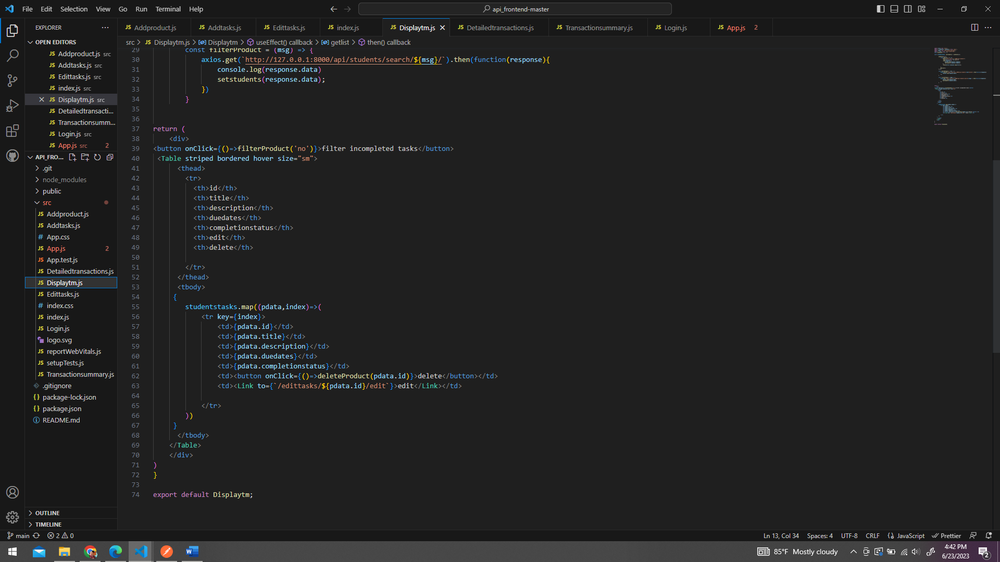 File Edit Selection View Go Run Terminal Help
api_frontend-master
EXPLORER
OPEN EDITORS
JS Addproduct.js src
JS Addtasks.js src
JS Edittasks.js src
JS index.js src
JS Displaytm.js src
JS Detailedtransacti...
JS Transactionsumm...
JS Login.js src
JS App.js src 2
API_FRO...
.git
node_modules
public
src
JS Addproduct.js
JS Addtasks.js
# App.css
JS App.js 2
JS App.test.js
JS Detailedtransactions.js
JS Displaytm.js
JS Edittasks.js
# index.css
JS index.js
JS Login.js
logo.svg
JS reportWebVitals.js
JS setupTests.js
JS Transactionsummary.js
.gitignore
{} package-lock.json
{} package.json
README.md
OUTLINE
TIMELINE
JS Addproduct.js JS Addtasks.js JS Edittasks.js JS index.js JS Displaytm.js JS Detailedtransactions.js JS Transactionsummary.js JS Login.js JS App.js 2
src > JS Displaytm.js > Displaytm > useEffect() callback > getlist > then() callback
29 const filterProduct = (msg) => {
30 axios.get(`http://127.0.0.1:8000/api/students/search/${msg}/`).then(function(response){
31 console.log(response.data)
32 setstudents(response.data);
33 })
34 }
35
36
37 return (
38 <div>
39 <button onClick={()=>filterProduct('no')}>filter incompleted tasks</button>
40 <Table striped bordered hover size="sm">
41 <thead>
42 <tr>
43 <th>id</th>
44 <th>title</th>
45 <th>description</th>
46 <th>duedates</th>
47 <th>completionstatus</th>
48 <th>edit</th>
49 <th>delete</th>
50
51 </tr>
52 </thead>
53 <tbody>
54 {
55 studentstasks.map((pdata,index)=>(
56 <tr key={index}>
57 <td>{pdata.id}</td>
58 <td>{pdata.title}</td>
59 <td>{pdata.description}</td>
60 <td>{pdata.duedates}</td>
61 <td>{pdata.completionstatus}</td>
62 <td><button onClick={()=>deleteProduct(pdata.id)}>delete</button></td>
63 <td><Link to={`/edittasks/${pdata.id}/edit`}>edit</Link></td>
64
65 </tr>
66 ))
67 }
68 </tbody>
69 </Table>
70 </div>
71 )
72 }
73
74 export default Displaytm;
main 2 0 Ln 13, Col 34 Spaces: 4 UTF-8 CRLF {} JavaScript Prettier
85°F Mostly cloudy
4:42 PM
6/23/2023
2